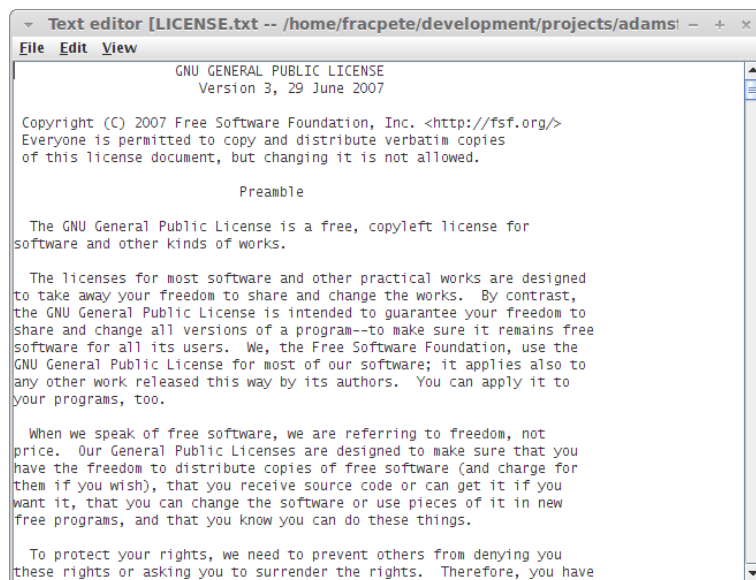 Text editor [LICENSE.txt -- /home/fracpete/development/projects/adams
File Edit View
GNU GENERAL PUBLIC LICENSE
Version 3, 29 June 2007
Copyright (C) 2007 Free Software Foundation, Inc. <http://fsf.org/>
Everyone is permitted to copy and distribute verbatim copies
of this license document, but changing it is not allowed.
Preamble
The GNU General Public License is a free, copyleft license for
software and other kinds of works.
The licenses for most software and other practical works are designed
to take away your freedom to share and change the works.  By contrast,
the GNU General Public License is intended to guarantee your freedom to
share and change all versions of a program--to make sure it remains free
software for all its users.  We, the Free Software Foundation, use the
GNU General Public License for most of our software; it applies also to
any other work released this way by its authors.  You can apply it to
your programs, too.
When we speak of free software, we are referring to freedom, not
price.  Our General Public Licenses are designed to make sure that you
have the freedom to distribute copies of free software (and charge for
them if you wish), that you receive source code or can get it if you
want it, that you can change the software or use pieces of it in new
free programs, and that you know you can do these things.
To protect your rights, we need to prevent others from denying you
these rights or asking you to surrender the rights.  Therefore, you have